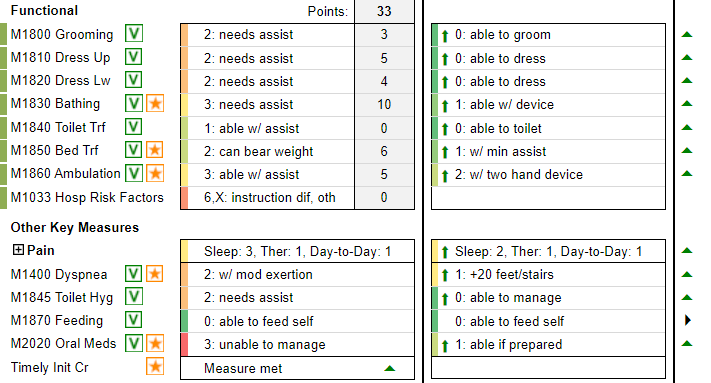 Functional Points: 33
M1800 Grooming V 2: needs assist 3 0: able to groom
M1810 Dress Up V 2: needs assist 5 0: able to dress
M1820 Dress Lw V 2: needs assist 4 0: able to dress
M1830 Bathing V 3: needs assist 10 1: able w/ device
M1840 Toilet Trf V 1: able w/ assist 0 0: able to toilet
M1850 Bed Trf V 2: can bear weight 6 1: w/ min assist
M1860 Ambulation V 3: able w/ assist 5 2: w/ two hand device
M1033 Hosp Risk Factors 6,X: instruction dif, oth 0
Other Key Measures
Pain Sleep: 3, Ther: 1, Day-to-Day: 1 Sleep: 2, Ther: 1, Day-to-Day: 1
M1400 Dyspnea V 2: w/ mod exertion 1: +20 feet/stairs
M1845 Toilet Hyg V 2: needs assist 0: able to manage
M1870 Feeding V 0: able to feed self 0: able to feed self
M2020 Oral Meds V 3: unable to manage 1: able if prepared
Timely Init Cr Measure met